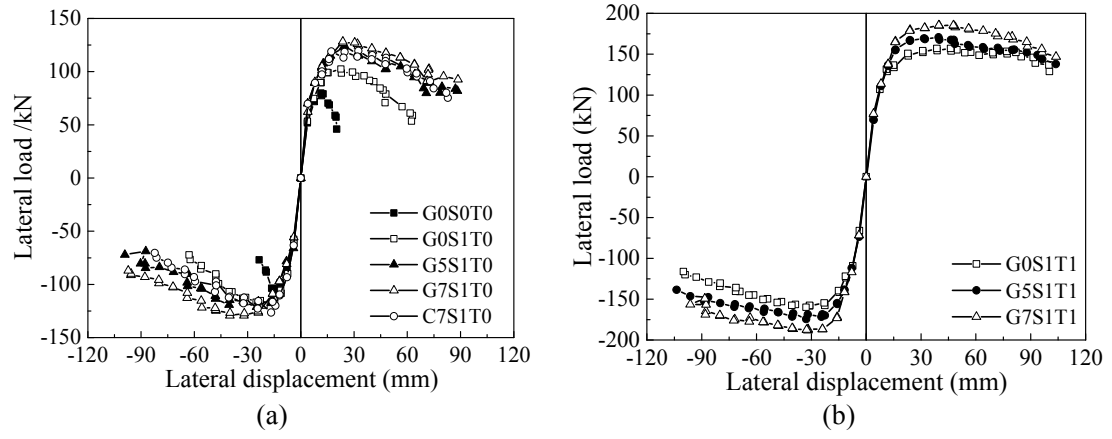 150
100
50
0
-50
-100
-150
Lateral load /kN
-120 -90 -60 -30 0 30 60 90 120
Lateral displacement (mm)
G0S0T0
G0S1T0
G5S1T0
G7S1T0
C7S1T0
(a)
200
150
100
50
0
-50
-100
-150
-200
Lateral load (kN)
-120 -90 -60 -30 0 30 60 90 120
Lateral displacement (mm)
G0S1T1
G5S1T1
G7S1T1
(b)